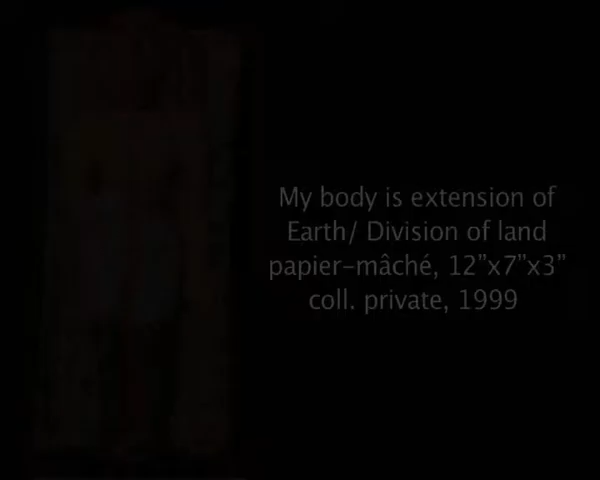 My body is extension of
Earth/ Division of land
papier-mâché, 12”x7”x3”
coll. private, 1999